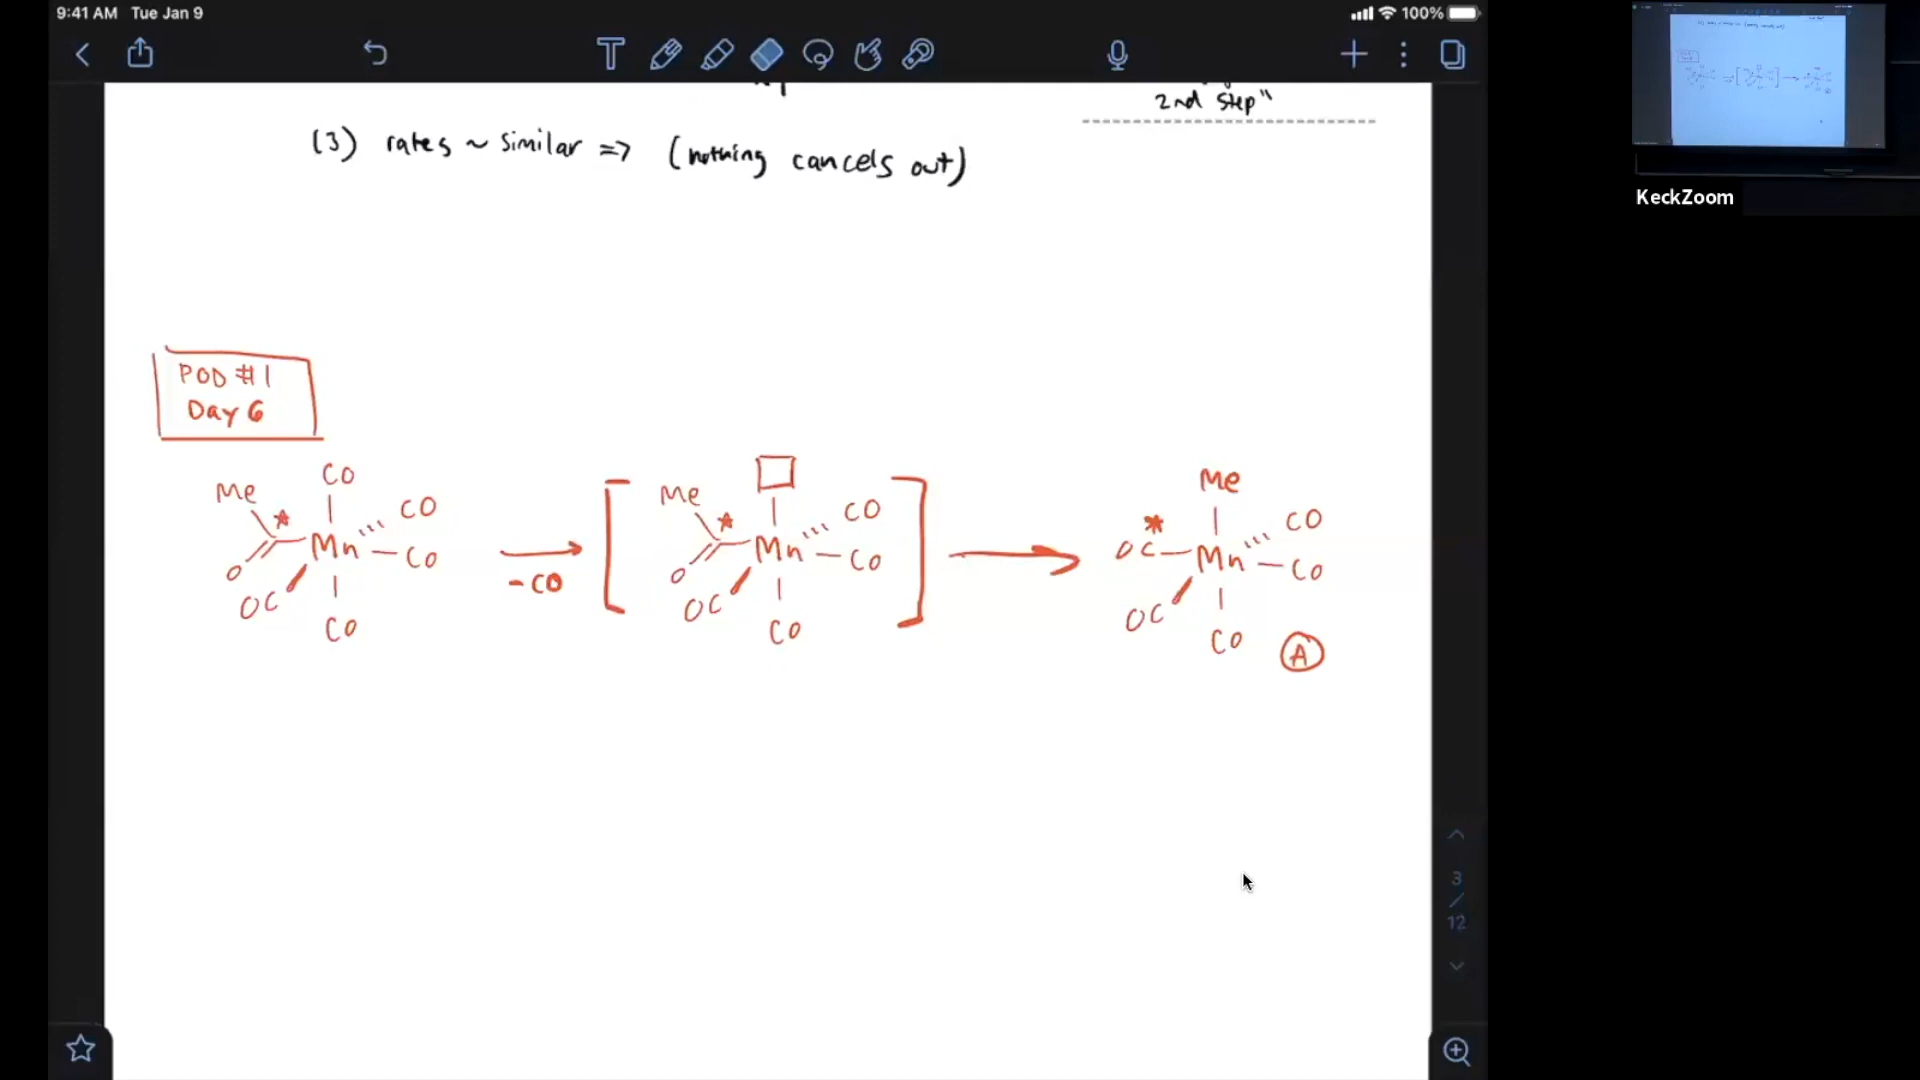 9:41 AM Tue Jan 9
100%
2nd step"
(3) rates ~ similar => (nothing cancels out)
KeckZoom
POD #1
Day 6
Me CO CO
* Mn CO
O OC CO
- CO
Me CO
* Mn CO
O OC CO
Me CO
* OC Mn CO
OC CO A
3
/
12